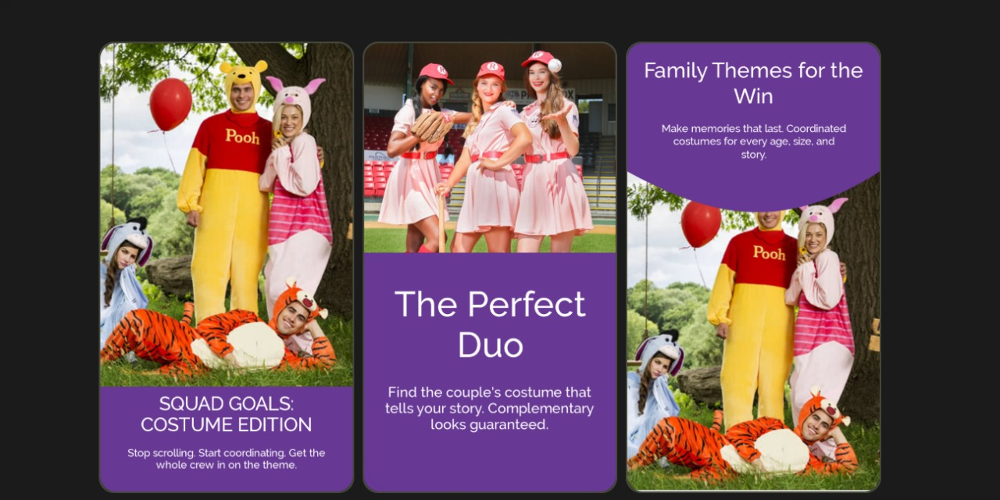 Pooh
SQUAD GOALS:
COSTUME EDITION
Stop scrolling. Start coordinating. Get the
whole crew in on the theme.
R
R
R
The Perfect
Duo
Find the couple's costume that
tells your story. Complementary
looks guaranteed.
Family Themes for the
Win
Make memories that last. Coordinated
costumes for every age, size, and
story.
Pooh